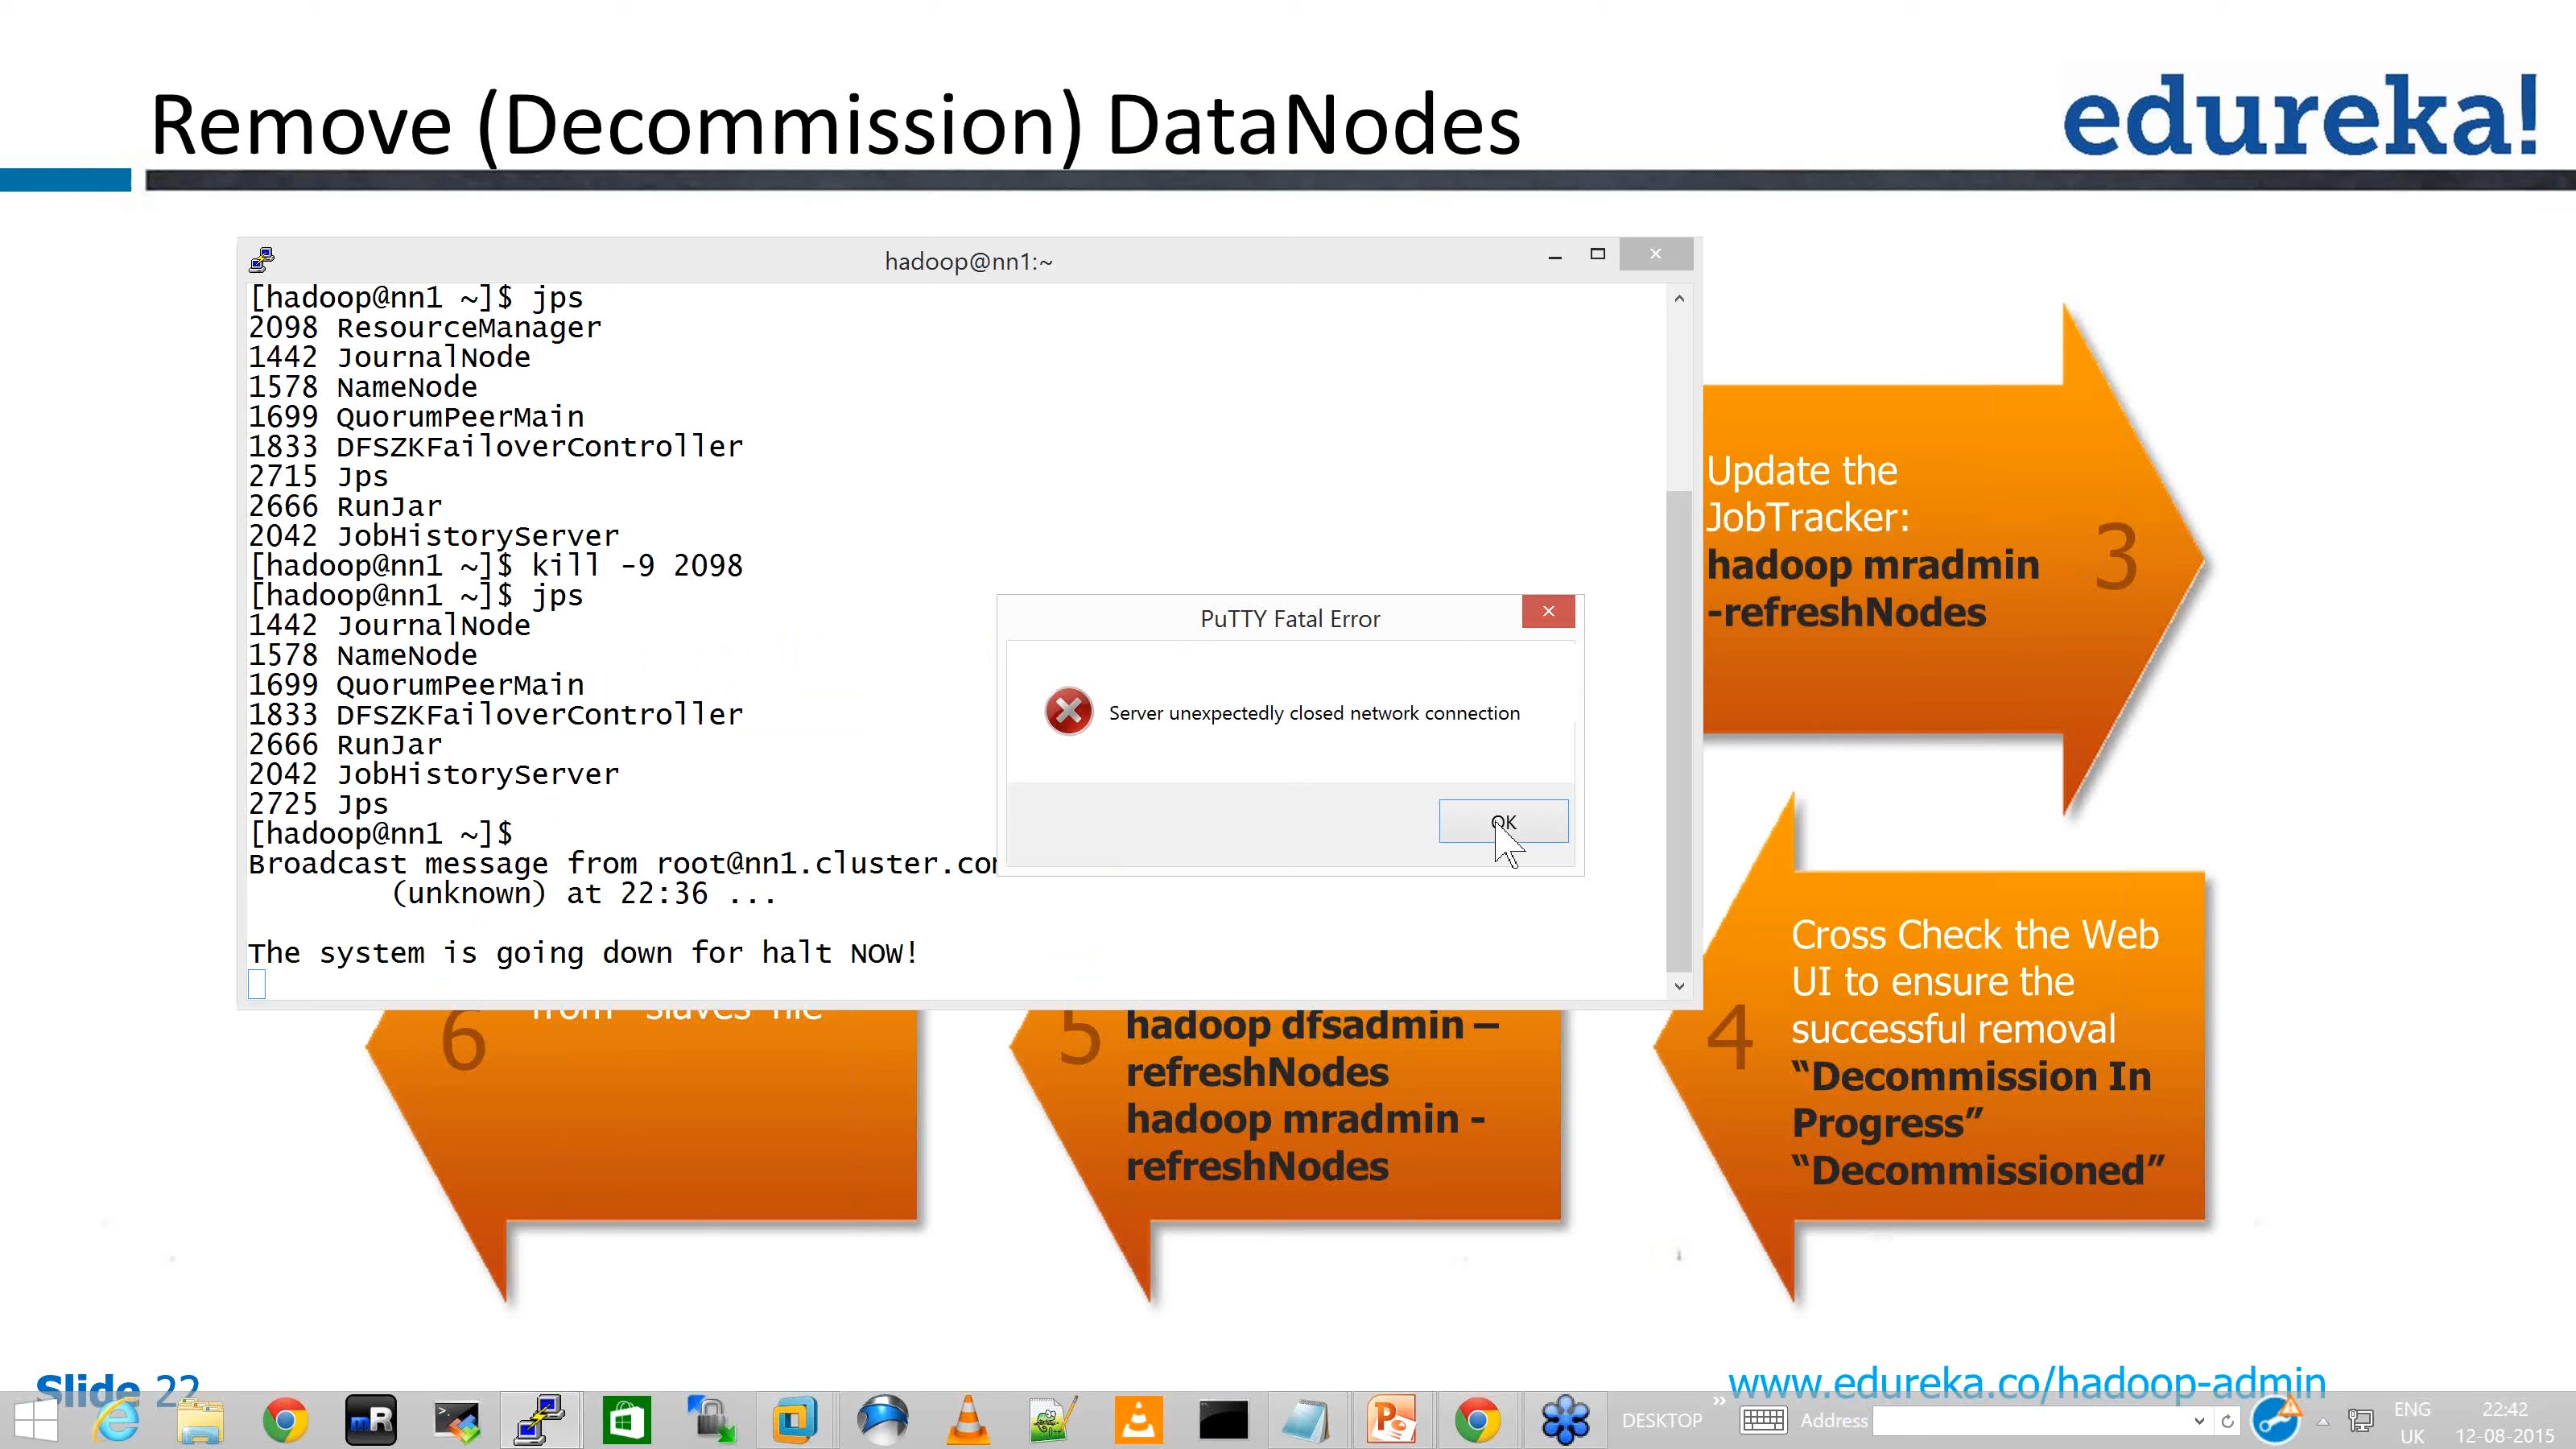 Remove (Decommission) DataNodes
edureka!
hadoop@nn1:~
[hadoop@nn1 ~]$ jps
2098 ResourceManager
1442 JournalNode
1578 NameNode
1699 QuorumPeerMain
1833 DFSZKFailoverController
2715 Jps
2666 RunJar
2042 JobHistoryServer
[hadoop@nn1 ~]$ kill -9 2098
[hadoop@nn1 ~]$ jps
1442 JournalNode
1578 NameNode
1699 QuorumPeerMain
1833 DFSZKFailoverController
2666 RunJar
2042 JobHistoryServer
2725 Jps
[hadoop@nn1 ~]$
Broadcast message from root@nn1.cluster.com
(unknown) at 22:36 ...
The system is going down for halt NOW!
PuTTY Fatal Error
Server unexpectedly closed network connection
OK
Update the
JobTracker:
hadoop mradmin
-refreshNodes
3
Cross Check the Web
UI to ensure the
successful removal
“Decommission In
Progress”
“Decommissioned”
4
hadoop dfsadmin –
refreshNodes
hadoop mradmin -
refreshNodes
5
from slaves file
6
Slide 22
www.edureka.co/hadoop-admin
mR
DESKTOP
Address
ENG
UK
22:42
12-08-2015